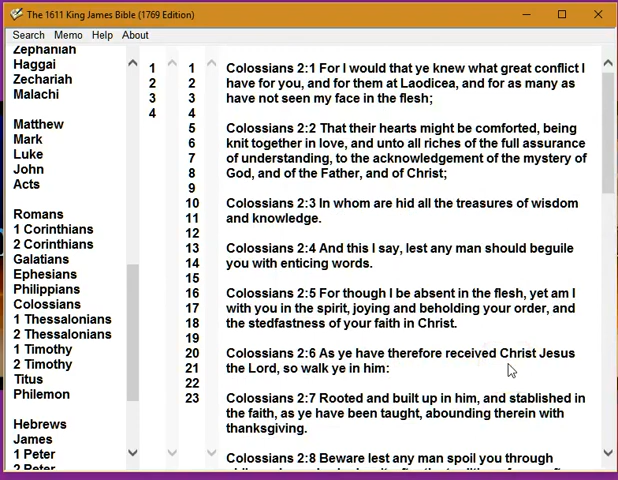 The 1611 King James Bible (1769 Edition)
Search Memo Help About
Zephaniah
Haggai
Zechariah
Malachi
Matthew
Mark
Luke
John
Acts
Romans
1 Corinthians
2 Corinthians
Galatians
Ephesians
Philippians
Colossians
1 Thessalonians
2 Thessalonians
1 Timothy
2 Timothy
Titus
Philemon
Hebrews
James
1 Peter
2 Peter
1
2
3
4
1
2
3
4
5
6
7
8
9
10
11
12
13
14
15
16
17
18
19
20
21
22
23
Colossians 2:1 For I would that ye knew what great conflict I
have for you, and for them at Laodicea, and for as many as
have not seen my face in the flesh;
Colossians 2:2 That their hearts might be comforted, being
knit together in love, and unto all riches of the full assurance
of understanding, to the acknowledgement of the mystery of
God, and of the Father, and of Christ;
Colossians 2:3 In whom are hid all the treasures of wisdom
and knowledge.
Colossians 2:4 And this I say, lest any man should beguile
you with enticing words.
Colossians 2:5 For though I be absent in the flesh, yet am I
with you in the spirit, joying and beholding your order, and
the stedfastness of your faith in Christ.
Colossians 2:6 As ye have therefore received Christ Jesus
the Lord, so walk ye in him:
Colossians 2:7 Rooted and built up in him, and stablished in
the faith, as ye have been taught, abounding therein with
thanksgiving.
Colossians 2:8 Beware lest any man spoil you through